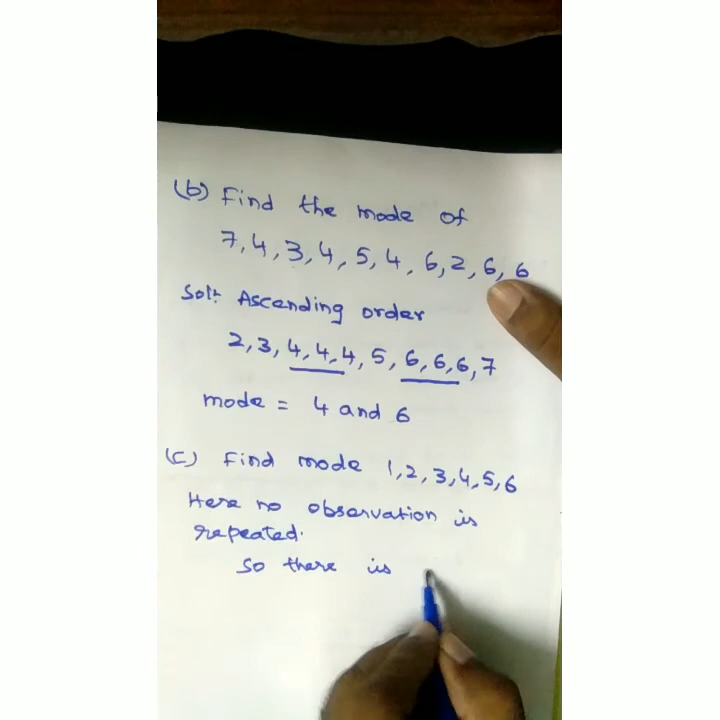 (b) Find the mode of
7,4,3,4,5,4,6,2,6,6
Sol:- Ascending order
2,3,4,4,4,5,6,6,6,7
mode = 4 and 6
(c) Find mode 1,2,3,4,5,6
Here no observation is
repeated.
So there is